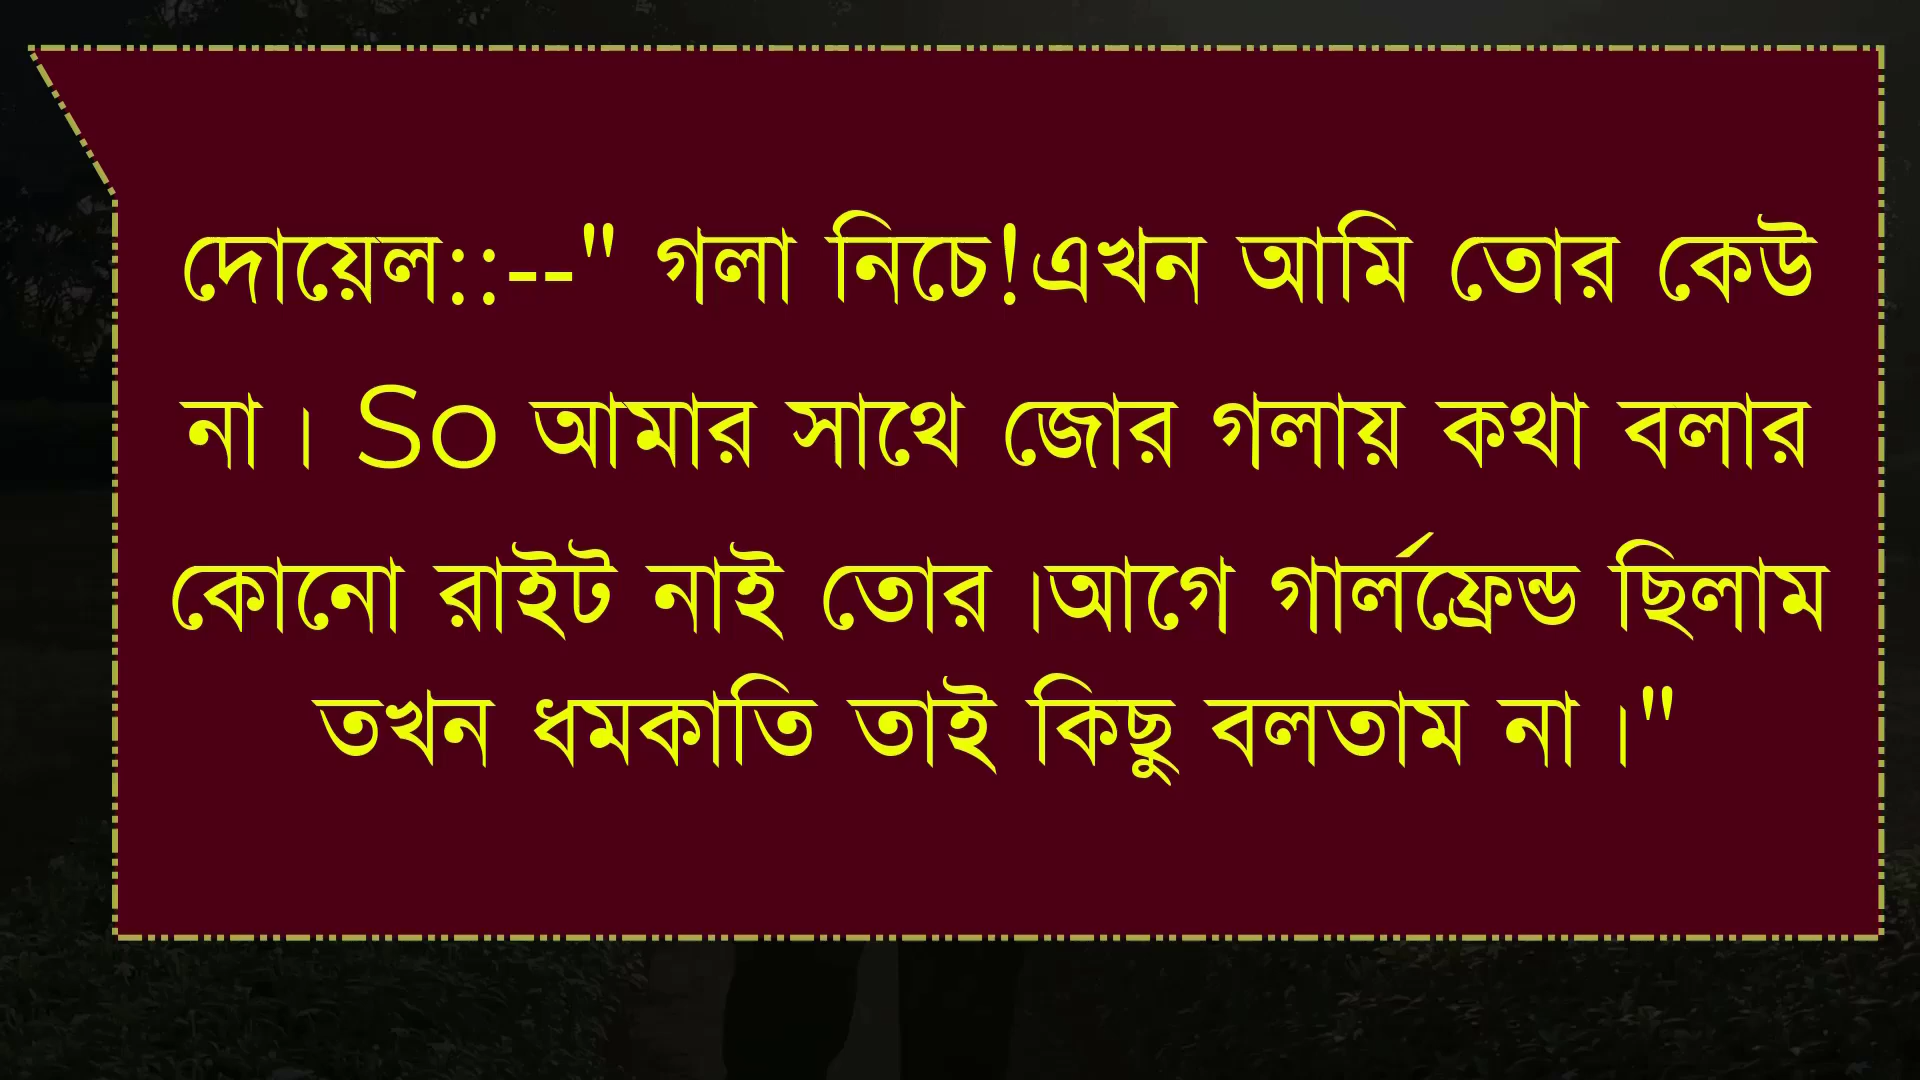 দোয়েল::--" গলা নিচে!এখন আমি তোর কেউ
না। So আমার সাথে জোর গলায় কথা বলার
কোনো রাইট নাই তোর।আগে গার্লফ্রেন্ড ছিলাম
তখন ধমকাতি তাই কিছু বলতাম না।"